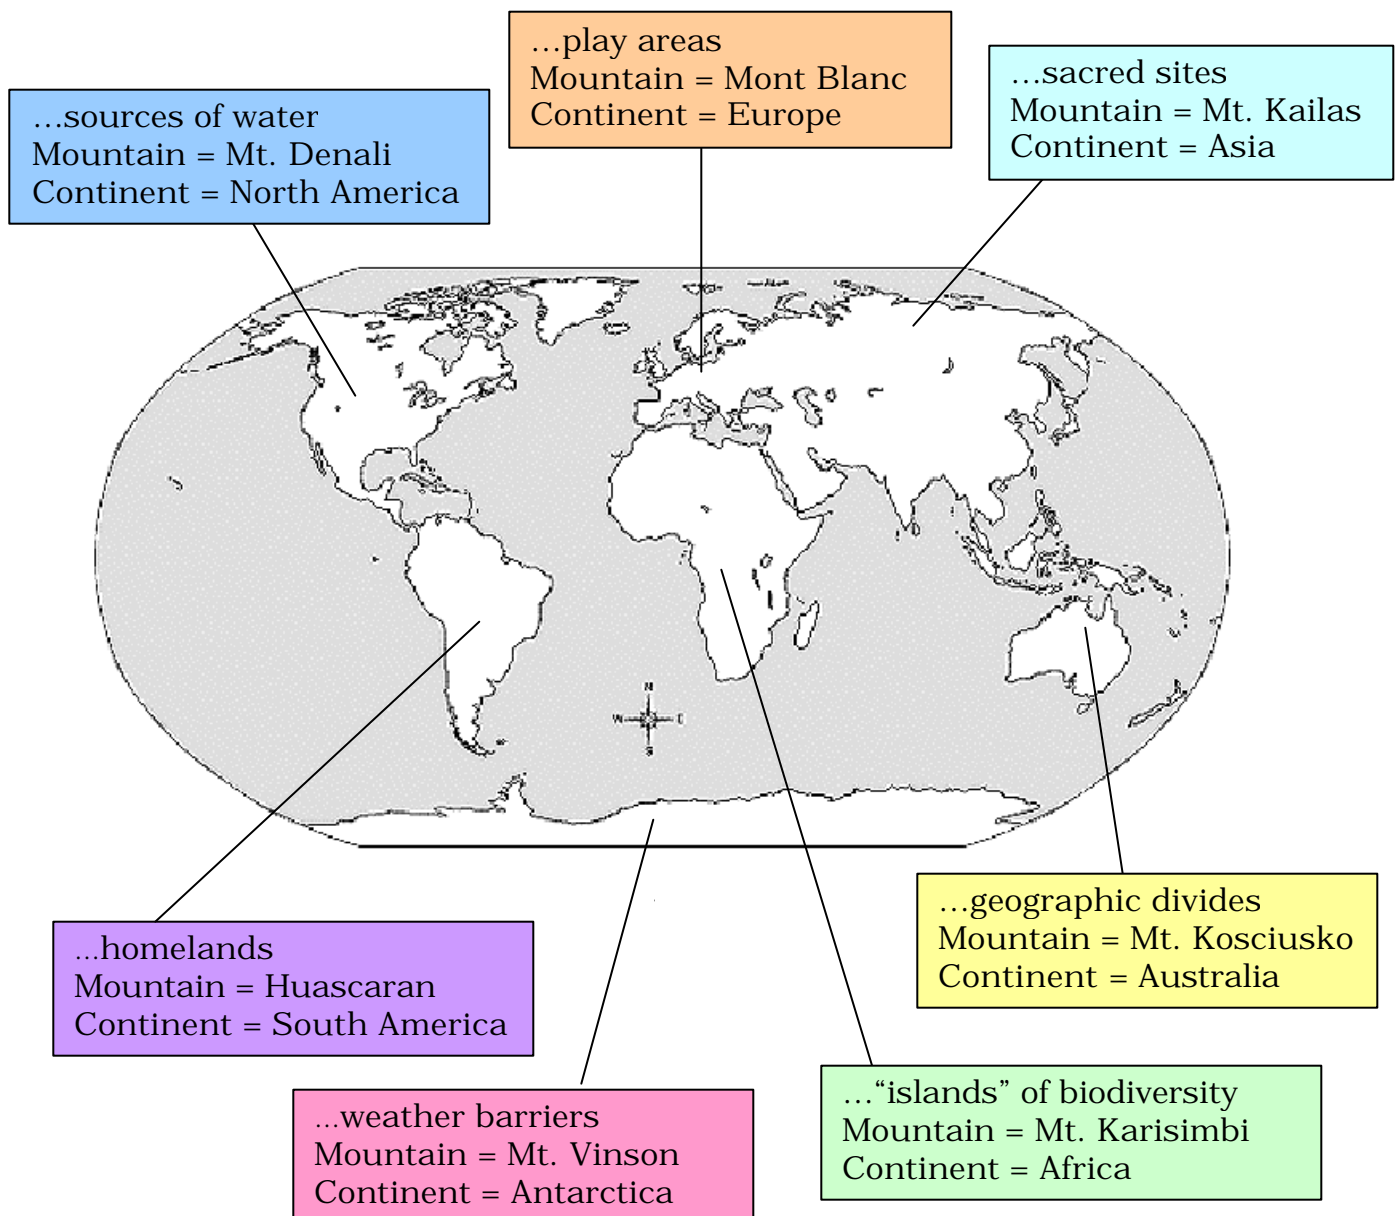 …play areas
Mountain = Mont Blanc
Continent = Europe
…sacred sites
Mountain = Mt. Kailas
Continent = Asia
…sources of water
Mountain = Mt. Denali
Continent = North America
N
W
E
S
…geographic divides
Mountain = Mt. Kosciusko
Continent = Australia
…homelands
Mountain = Huascaran
Continent = South America
…“islands” of biodiversity
Mountain = Mt. Karisimbi
Continent = Africa
…weather barriers
Mountain = Mt. Vinson
Continent = Antarctica